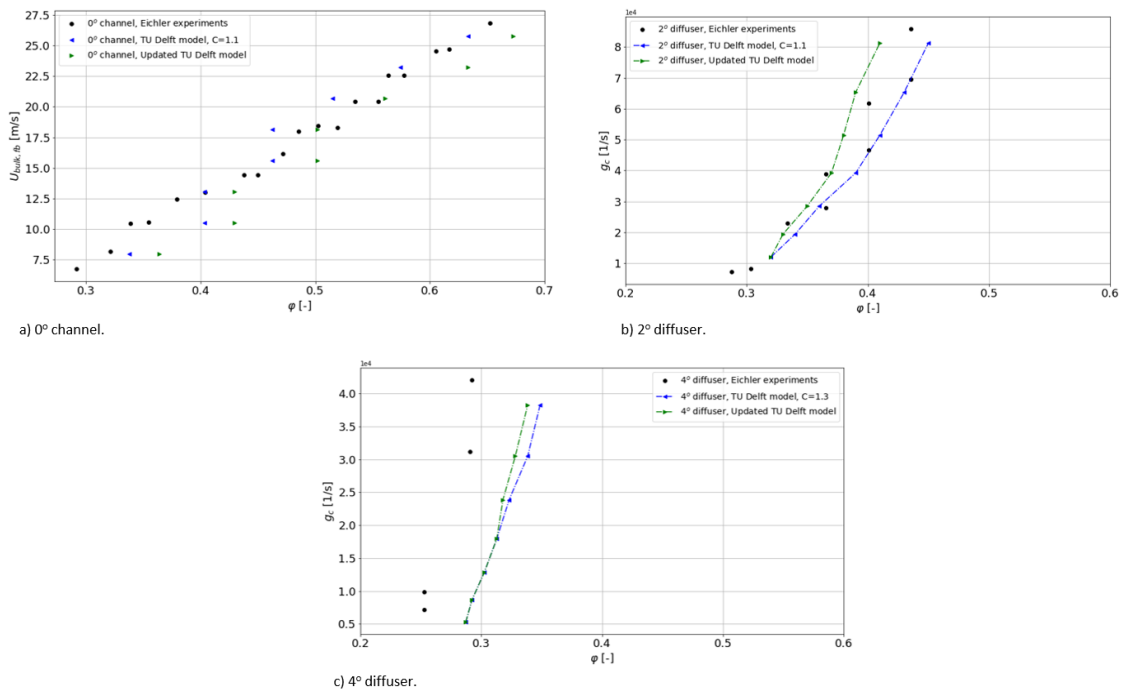 27.5
25.0
22.5
20.0
17.5
15.0
12.5
10.0
7.5
U_bulk,fb [m/s]
0° channel, Eichler experiments
0° channel, TU Delft model, C=1.1
0° channel, Updated TU Delft model
0.3 0.4 0.5 0.6 0.7
φ [-]
a) 0° channel.
1e4
8
7
6
5
4
3
2
1
g_c [1/s]
2° diffuser, Eichler experiments
2° diffuser, TU Delft model, C=1.1
2° diffuser, Updated TU Delft model
0.2 0.3 0.4 0.5 0.6
φ [-]
b) 2° diffuser.
1e4
4.0
3.5
3.0
2.5
2.0
1.5
1.0
0.5
g_c [1/s]
4° diffuser, Eichler experiments
4° diffuser, TU Delft model, C=1.3
4° diffuser, Updated TU Delft model
0.2 0.3 0.4 0.5 0.6
φ [-]
c) 4° diffuser.